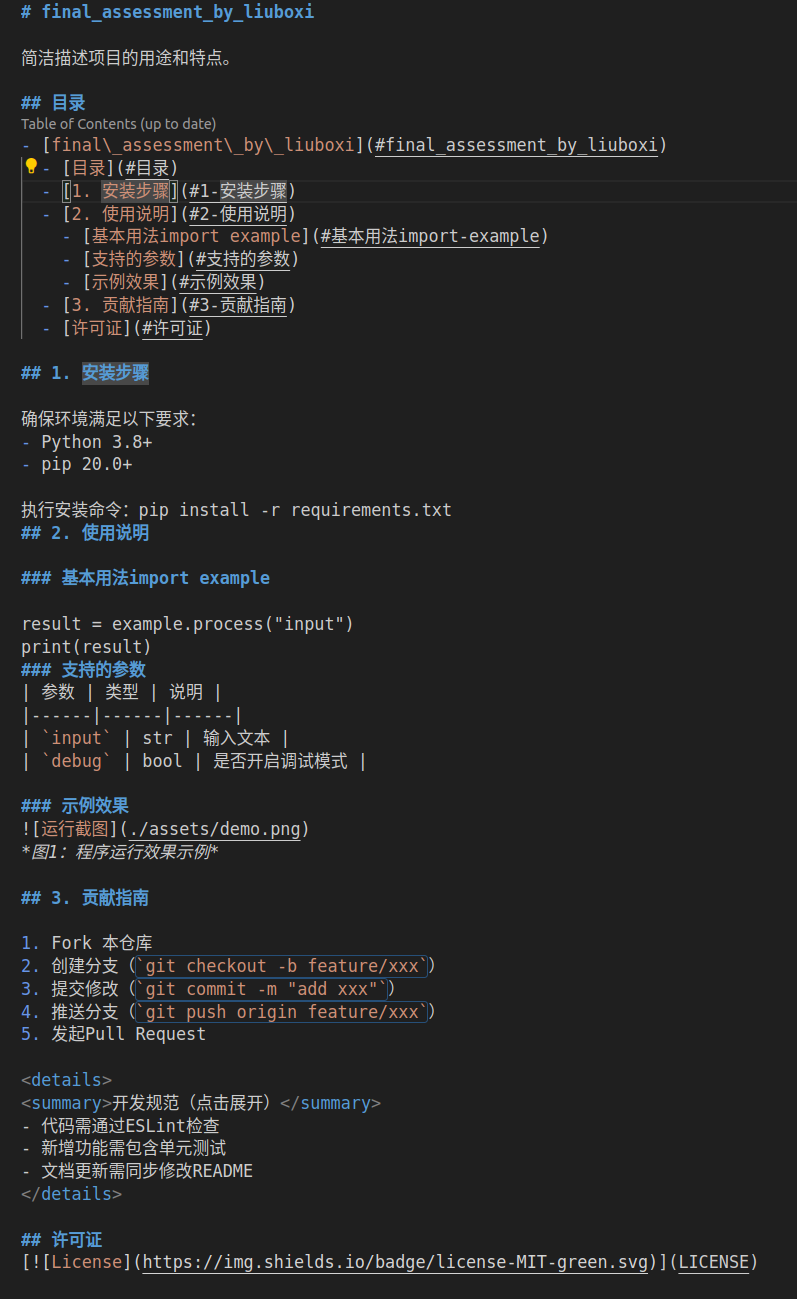 # final_assessment_by_liuboxi
简洁描述项目的用途和特点。
## 目录
Table of Contents (up to date)
- [final\_assessment\_by\_liuboxi](#final_assessment_by_liuboxi)
- [目录](#目录)
- [1. 安装步骤](#1-安装步骤)
- [2. 使用说明](#2-使用说明)
- [基本用法import example](#基本用法import-example)
- [支持的参数](#支持的参数)
- [示例效果](#示例效果)
- [3. 贡献指南](#3-贡献指南)
- [许可证](#许可证)
## 1. 安装步骤
确保环境满足以下要求：
- Python 3.8+
- pip 20.0+
执行安装命令：pip install -r requirements.txt
## 2. 使用说明
### 基本用法import example
result = example.process("input")
print(result)
### 支持的参数
| 参数 | 类型 | 说明 |
|------|------|------|
| `input` | str | 输入文本 |
| `debug` | bool | 是否开启调试模式 |
### 示例效果
![运行截图](./assets/demo.png)
*图1：程序运行效果示例*
## 3. 贡献指南
1. Fork 本仓库
2. 创建分支（`git checkout -b feature/xxx`）
3. 提交修改（`git commit -m "add xxx"`）
4. 推送分支（`git push origin feature/xxx`）
5. 发起Pull Request
<details>
<summary>开发规范（点击展开）</summary>
- 代码需通过ESLint检查
- 新增功能需包含单元测试
- 文档更新需同步修改README
</details>
## 许可证
[![License](https://img.shields.io/badge/license-MIT-green.svg)](LICENSE)